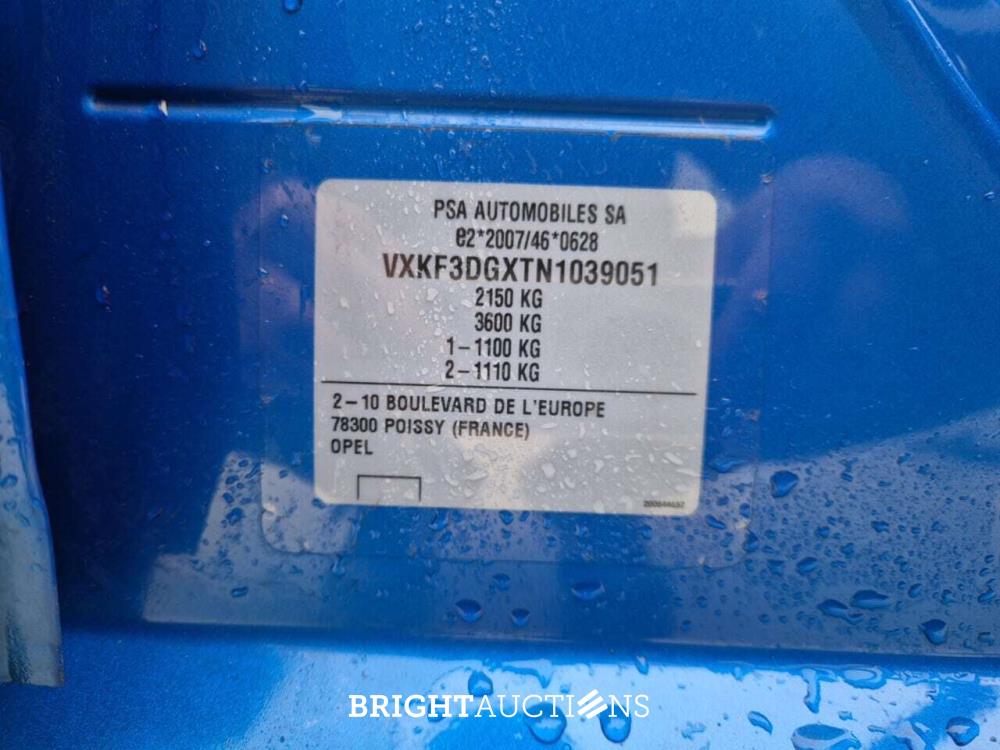 PSA AUTOMOBILES SA
e2*2007/46*0628
VXKF3DGXTN1039051
2150 KG
3600 KG
1-1100 KG
2-1110 KG
2-10 BOULEVARD DE L'EUROPE
78300 POISSY (FRANCE)
OPEL
BRIGHTAUCTIONS